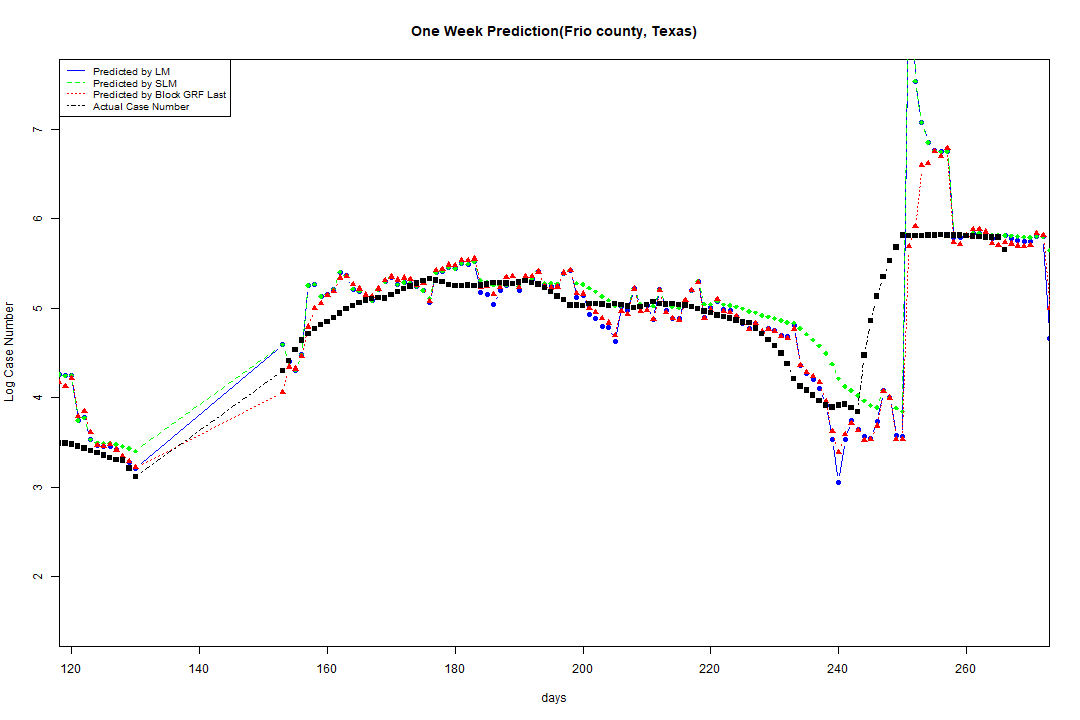 One Week Prediction(Frio county, Texas)
Predicted by LM
Predicted by SLM
Predicted by Block GRF Last
Actual Case Number
Log Case Number
7
6
5
4
3
2
120 140 160 180 200 220 240 260
days